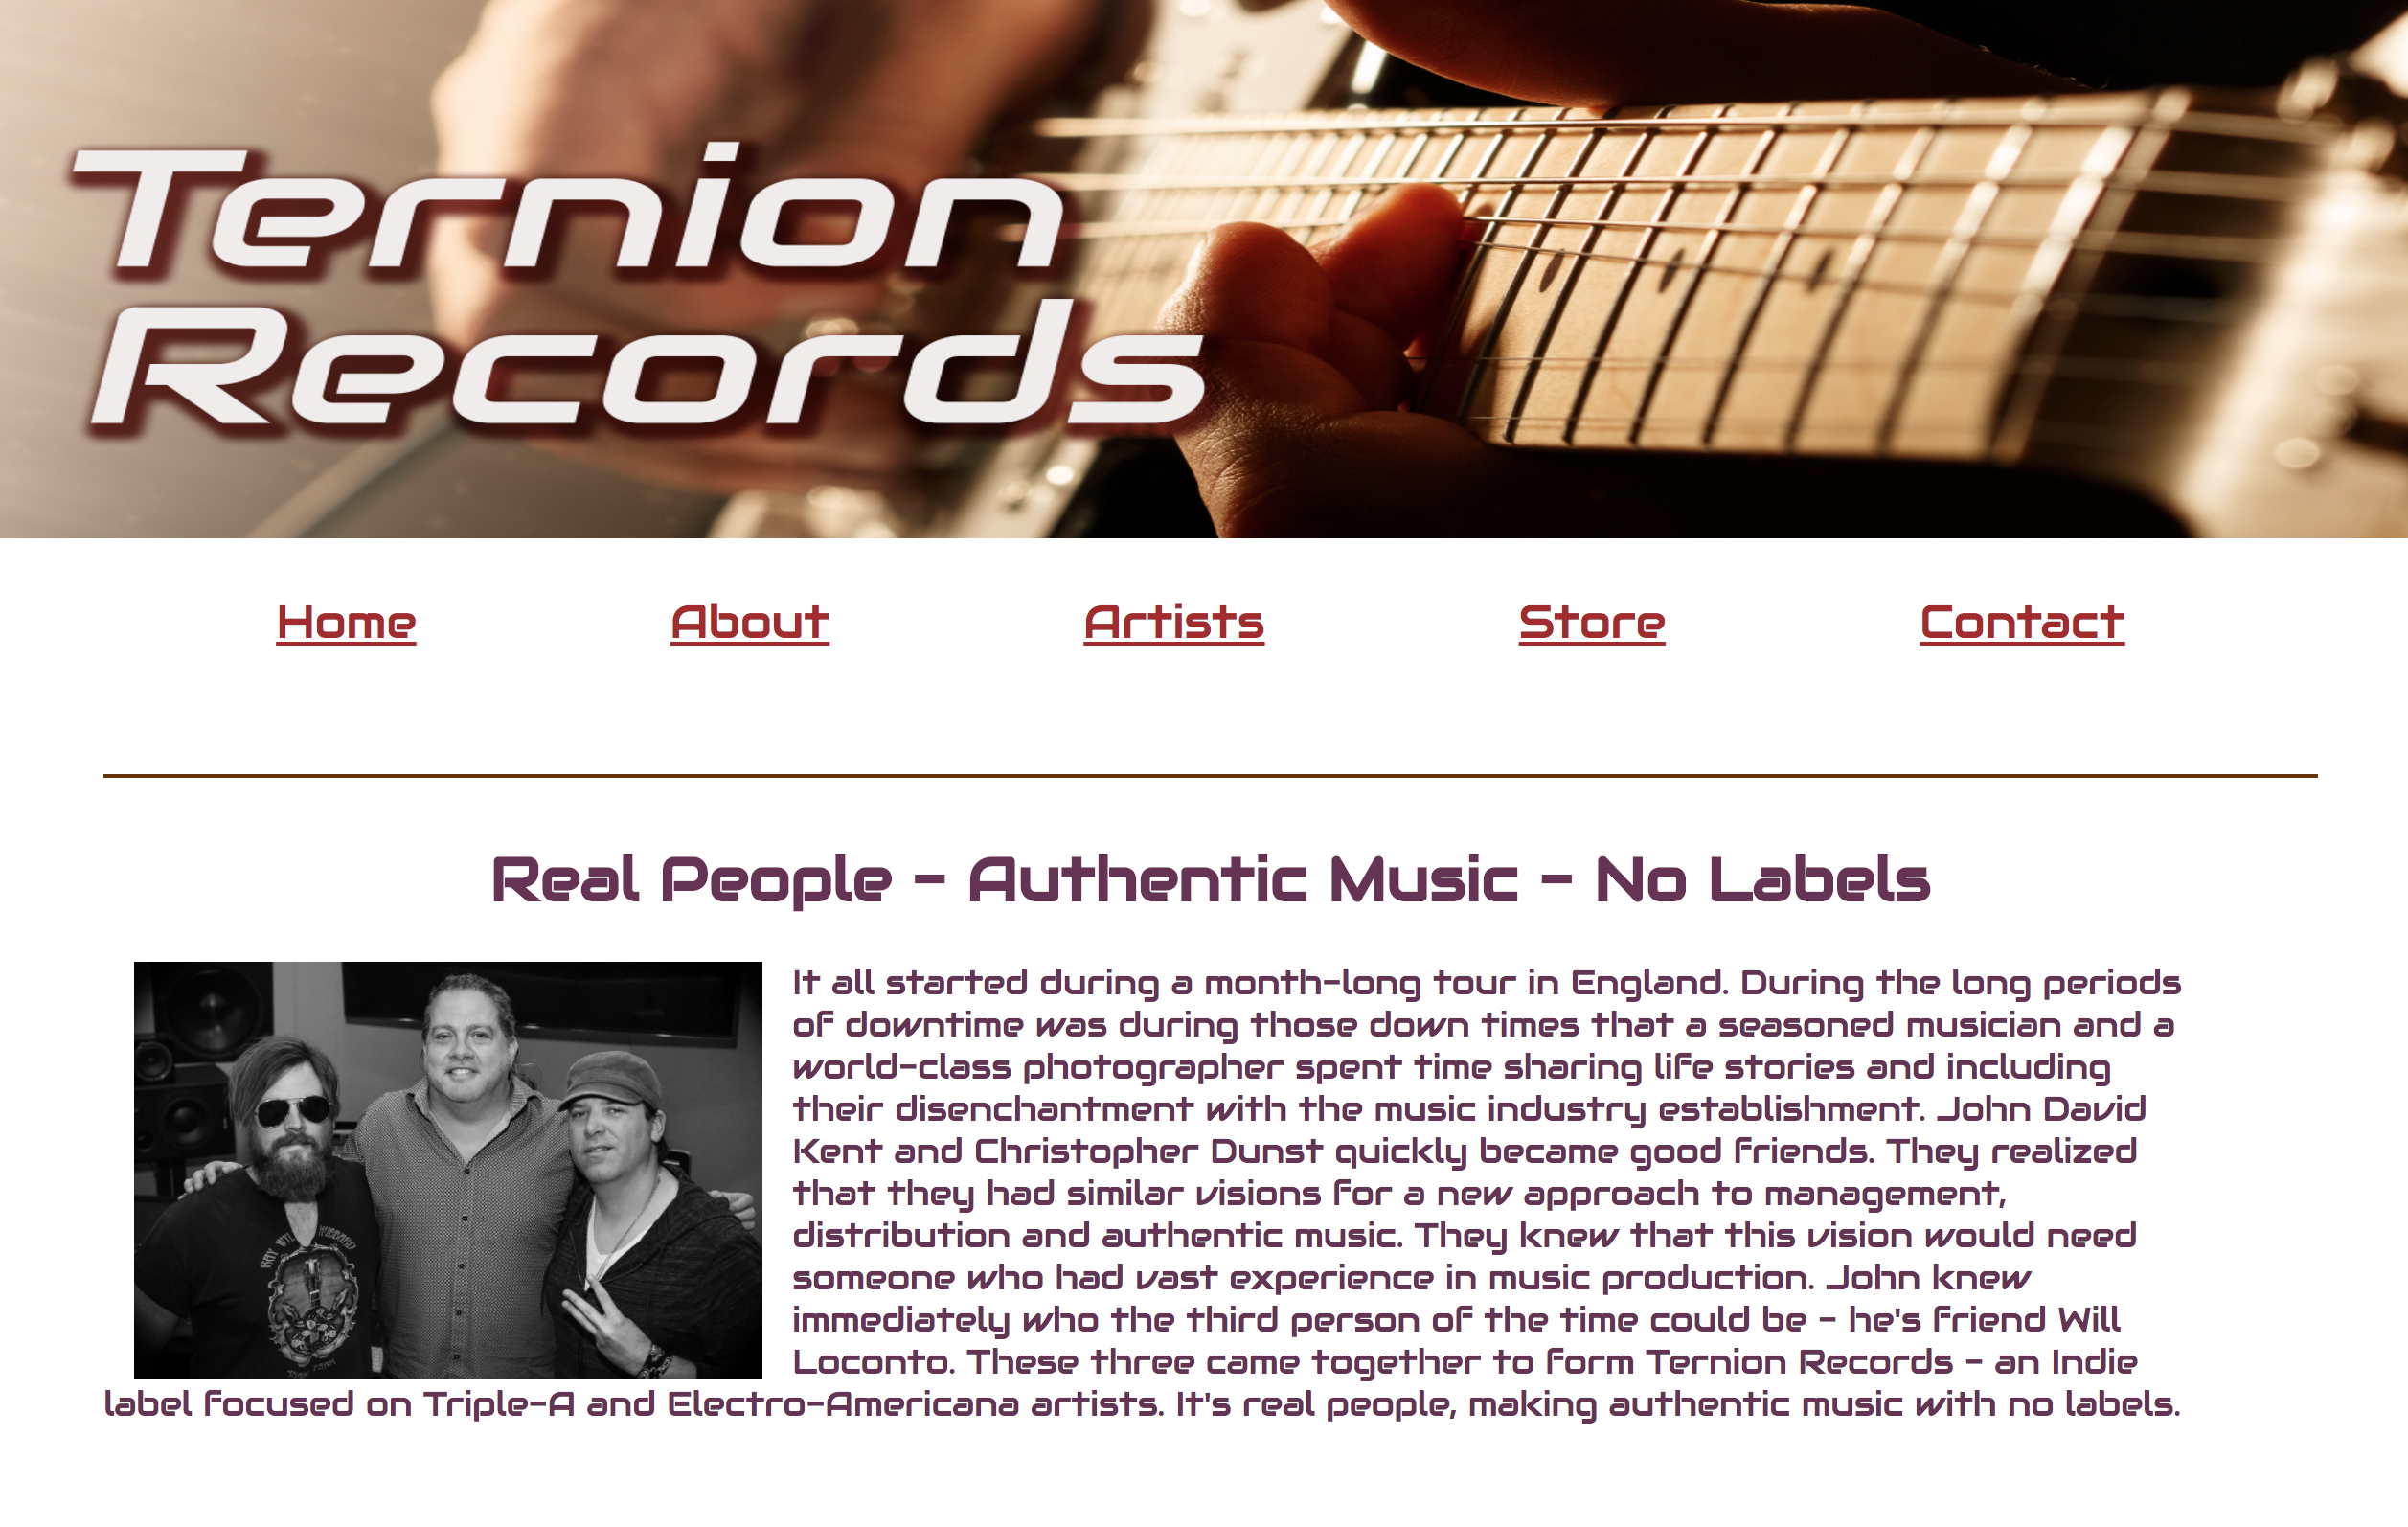 Ternion
Records
Home About Artists Store Contact
Real People - Authentic Music - No Labels
It all started during a month-long tour in England. During the long periods
of downtime was during those down times that a seasoned musician and a
world-class photographer spent time sharing life stories and including
their disenchantment with the music industry establishment. John David
Kent and Christopher Dunst quickly became good friends. They realized
that they had similar visions for a new approach to management,
distribution and authentic music. They knew that this vision would need
someone who had vast experience in music production. John knew
immediately who the third person of the time could be - he's friend Will
Loconto. These three came together to form Ternion Records - an Indie
label focused on Triple-A and Electro-Americana artists. It's real people, making authentic music with no labels.
RAY WYLIE HUBBARD